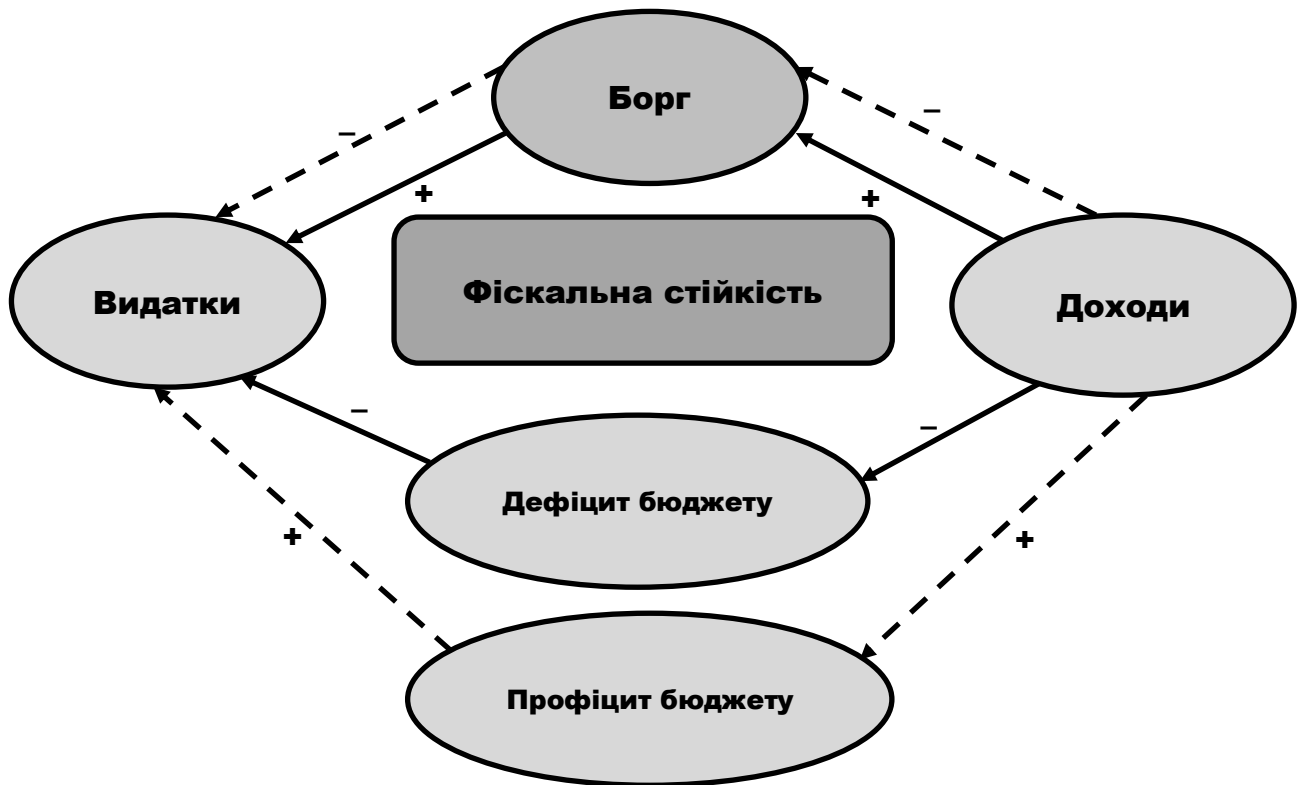 Борг
–
–
+
+
Видатки
Фіскальна стійкість
Доходи
–
–
Дефіцит бюджету
+
+
Профіцит бюджету